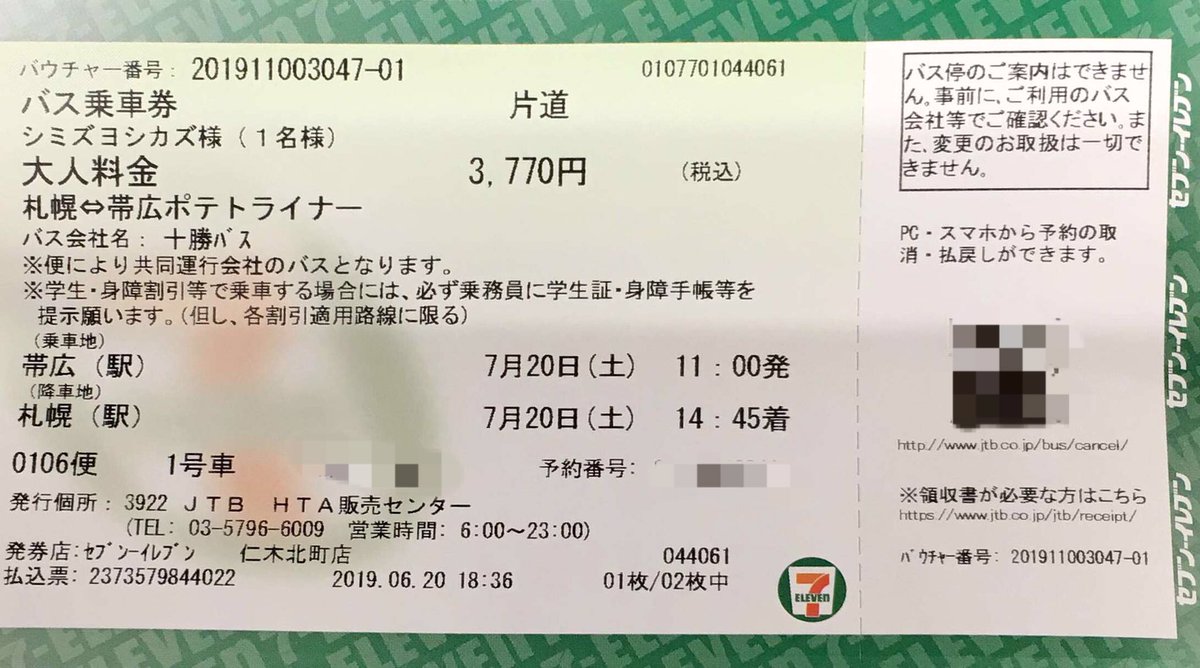 バウチャー番号: 201911003047-01
0107701044061
バス乗車券 片道
シミズヨシカズ様(1名様)
大人料金 3,770円 (税込)
札幌⇔帯広ポテトライナー
バス会社名: 十勝バス
※便により共同運行会社のバスとなります。
※学生・身障割引等で乗車する場合には、必ず乗務員に学生証・身障手帳等を
提示願います。(但し、各割引適用路線に限る)
(乗車地)
帯広(駅) 7月20日(土) 11:00発
(降車地)
札幌(駅) 7月20日(土) 14:45着
0106便 1号車 予約番号:
発行個所: 3922 JTB HTA販売センター
(TEL: 03-5796-6009 営業時間: 6:00~23:00)
発券店:セブン-イレブン 仁木北町店 044061
払込票: 2373579844022 2019.06.20 18:36 01枚/02枚中
7
ELEVEN
バス停のご案内はできませ
ん。事前に、ご利用のバス
会社等でご確認ください。ま
た、変更のお取扱は一切で
きません。
PC・スマホから予約の取
消・払戻しができます。
http://www.jtb.co.jp/bus/cancel/
※領収書が必要な方はこちら
https://www.jtb.co.jp/jtb/receipt/
バウチャー番号: 201911003047-01
7-ELEVEN
セブン-イレブン
セブン-イレブン
セブン-イレブン